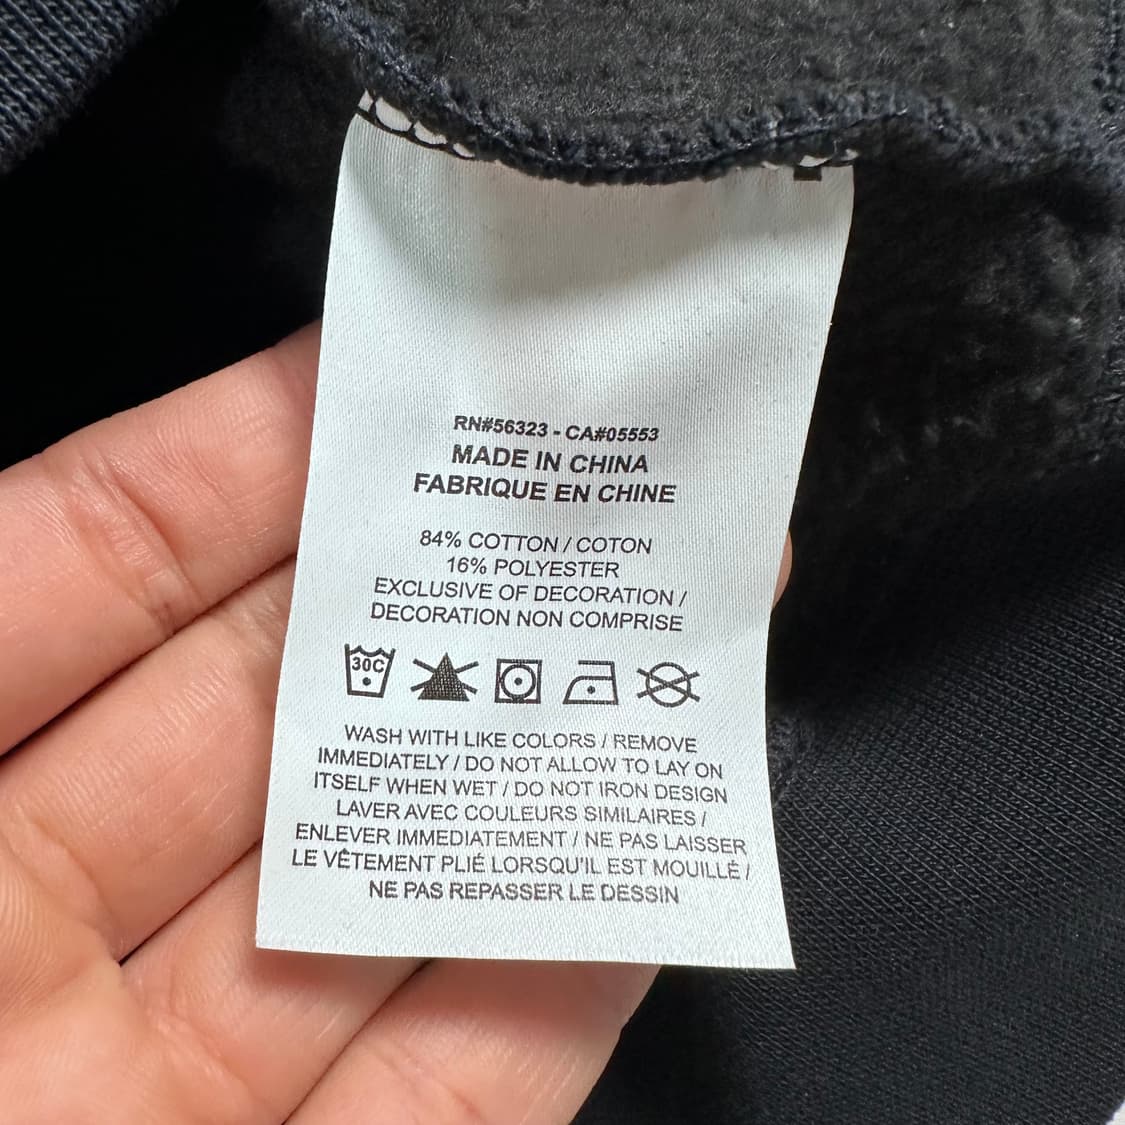 RN#56323 - CA#05553
MADE IN CHINA
FABRIQUE EN CHINE
84% COTTON / COTON
16% POLYESTER
EXCLUSIVE OF DECORATION /
DECORATION NON COMPRISE
30C
WASH WITH LIKE COLORS / REMOVE
IMMEDIATELY / DO NOT ALLOW TO LAY ON
ITSELF WHEN WET / DO NOT IRON DESIGN
LAVER AVEC COULEURS SIMILAIRES /
ENLEVER IMMEDIATEMENT / NE PAS LAISSER
LE VÊTEMENT PLIÉ LORSQU'IL EST MOUILLÉ /
NE PAS REPASSER LE DESSIN